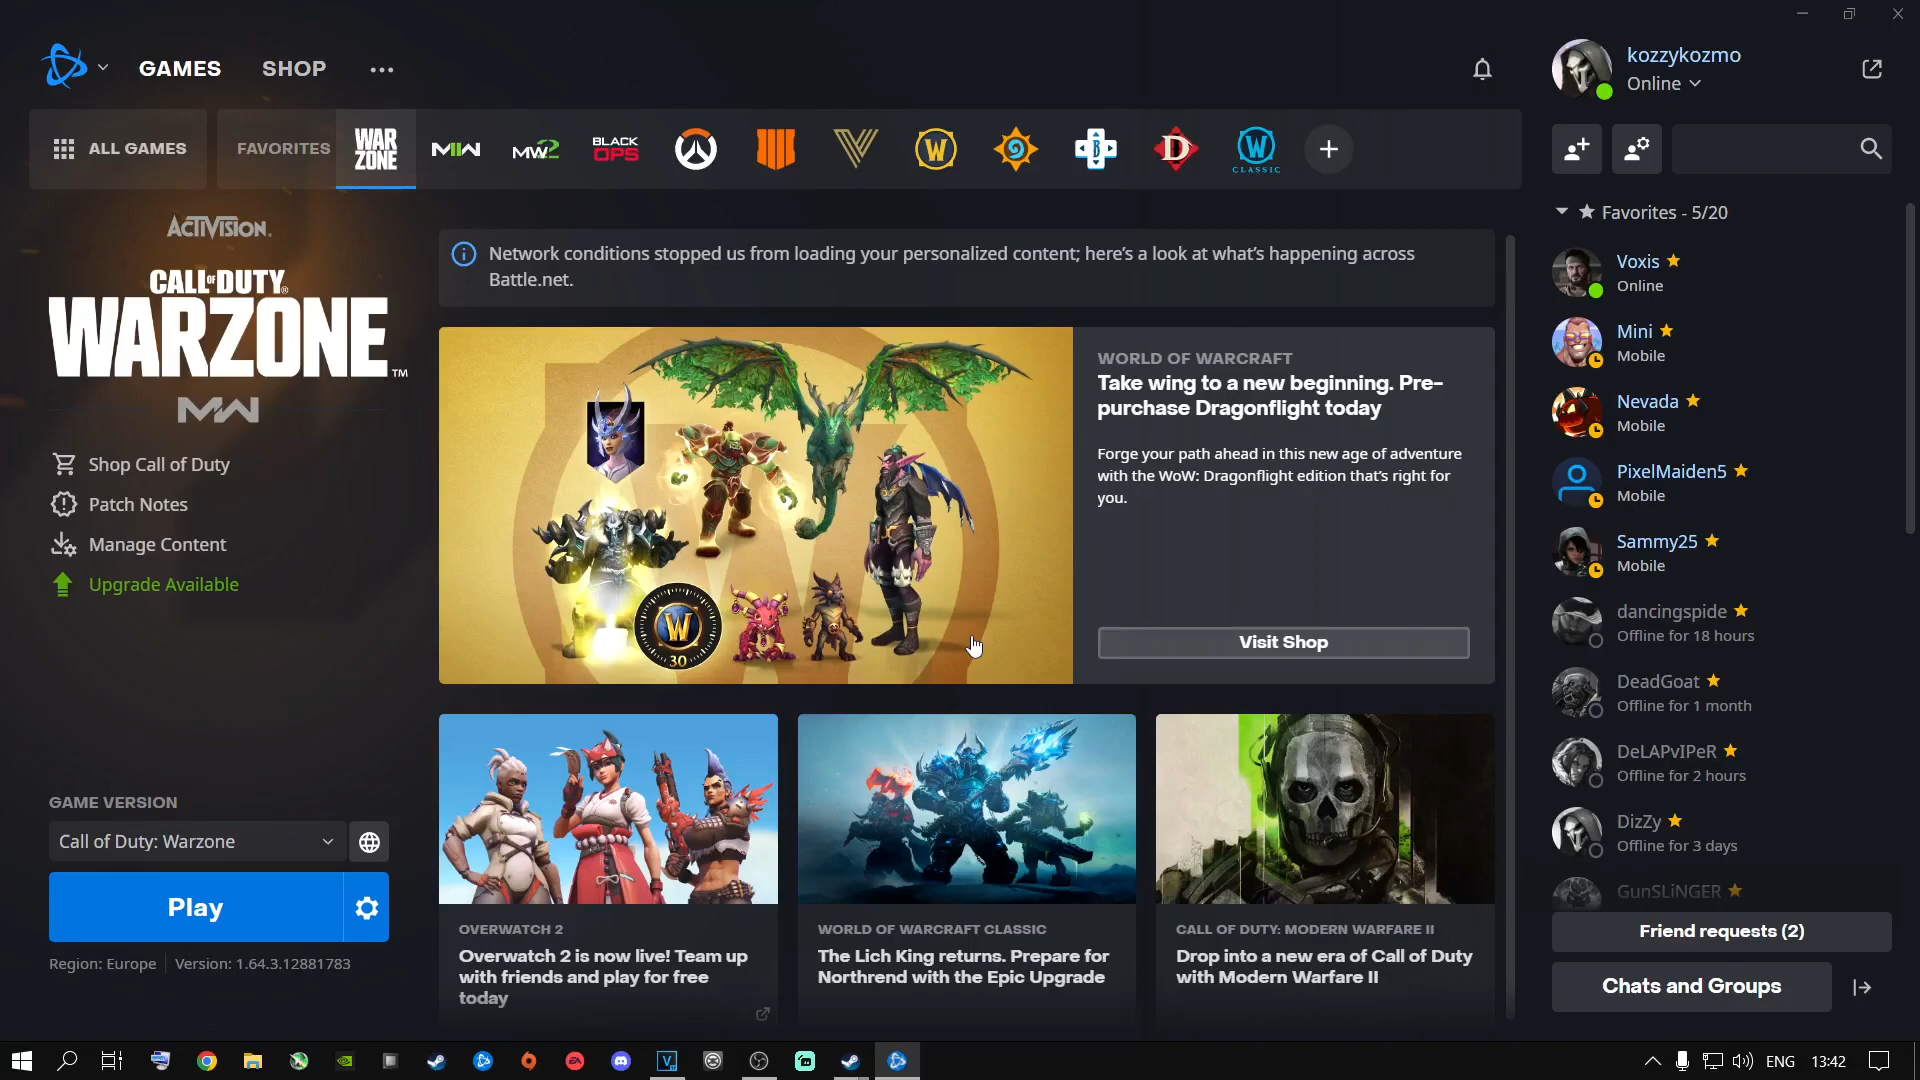 GAMES
SHOP
ALL GAMES
FAVORITES
WAR
ZONE
MW
MW2
BLACK
OPS
W
CLASSIC
kozzykozmo
Online
ACTIVISION.
CALL OF DUTY®
WARZONE™
MW
Shop Call of Duty
Patch Notes
Manage Content
Upgrade Available
GAME VERSION
Call of Duty: Warzone
Play
Region: Europe
Version: 1.64.3.12881783
Network conditions stopped us from loading your personalized content; here's a look at what's happening across
Battle.net.
W
30
WORLD OF WARCRAFT
Take wing to a new beginning. Pre-
purchase Dragonflight today
Forge your path ahead in this new age of adventure
with the WoW: Dragonflight edition that's right for
you.
Visit Shop
OVERWATCH 2
Overwatch 2 is now live! Team up
with friends and play for free
today
WORLD OF WARCRAFT CLASSIC
The Lich King returns. Prepare for
Northrend with the Epic Upgrade
CALL OF DUTY: MODERN WARFARE II
Drop into a new era of Call of Duty
with Modern Warfare II
Favorites - 5/20
Voxis
Online
Mini
Mobile
Nevada
Mobile
PixelMaiden5
Mobile
Sammy25
Mobile
dancingspide
Offline for 18 hours
DeadGoat
Offline for 1 month
DeLAPvIPeR
Offline for 2 hours
DizZy
Offline for 3 days
GunSLiNGER
Friend requests (2)
Chats and Groups
ENG
13:42